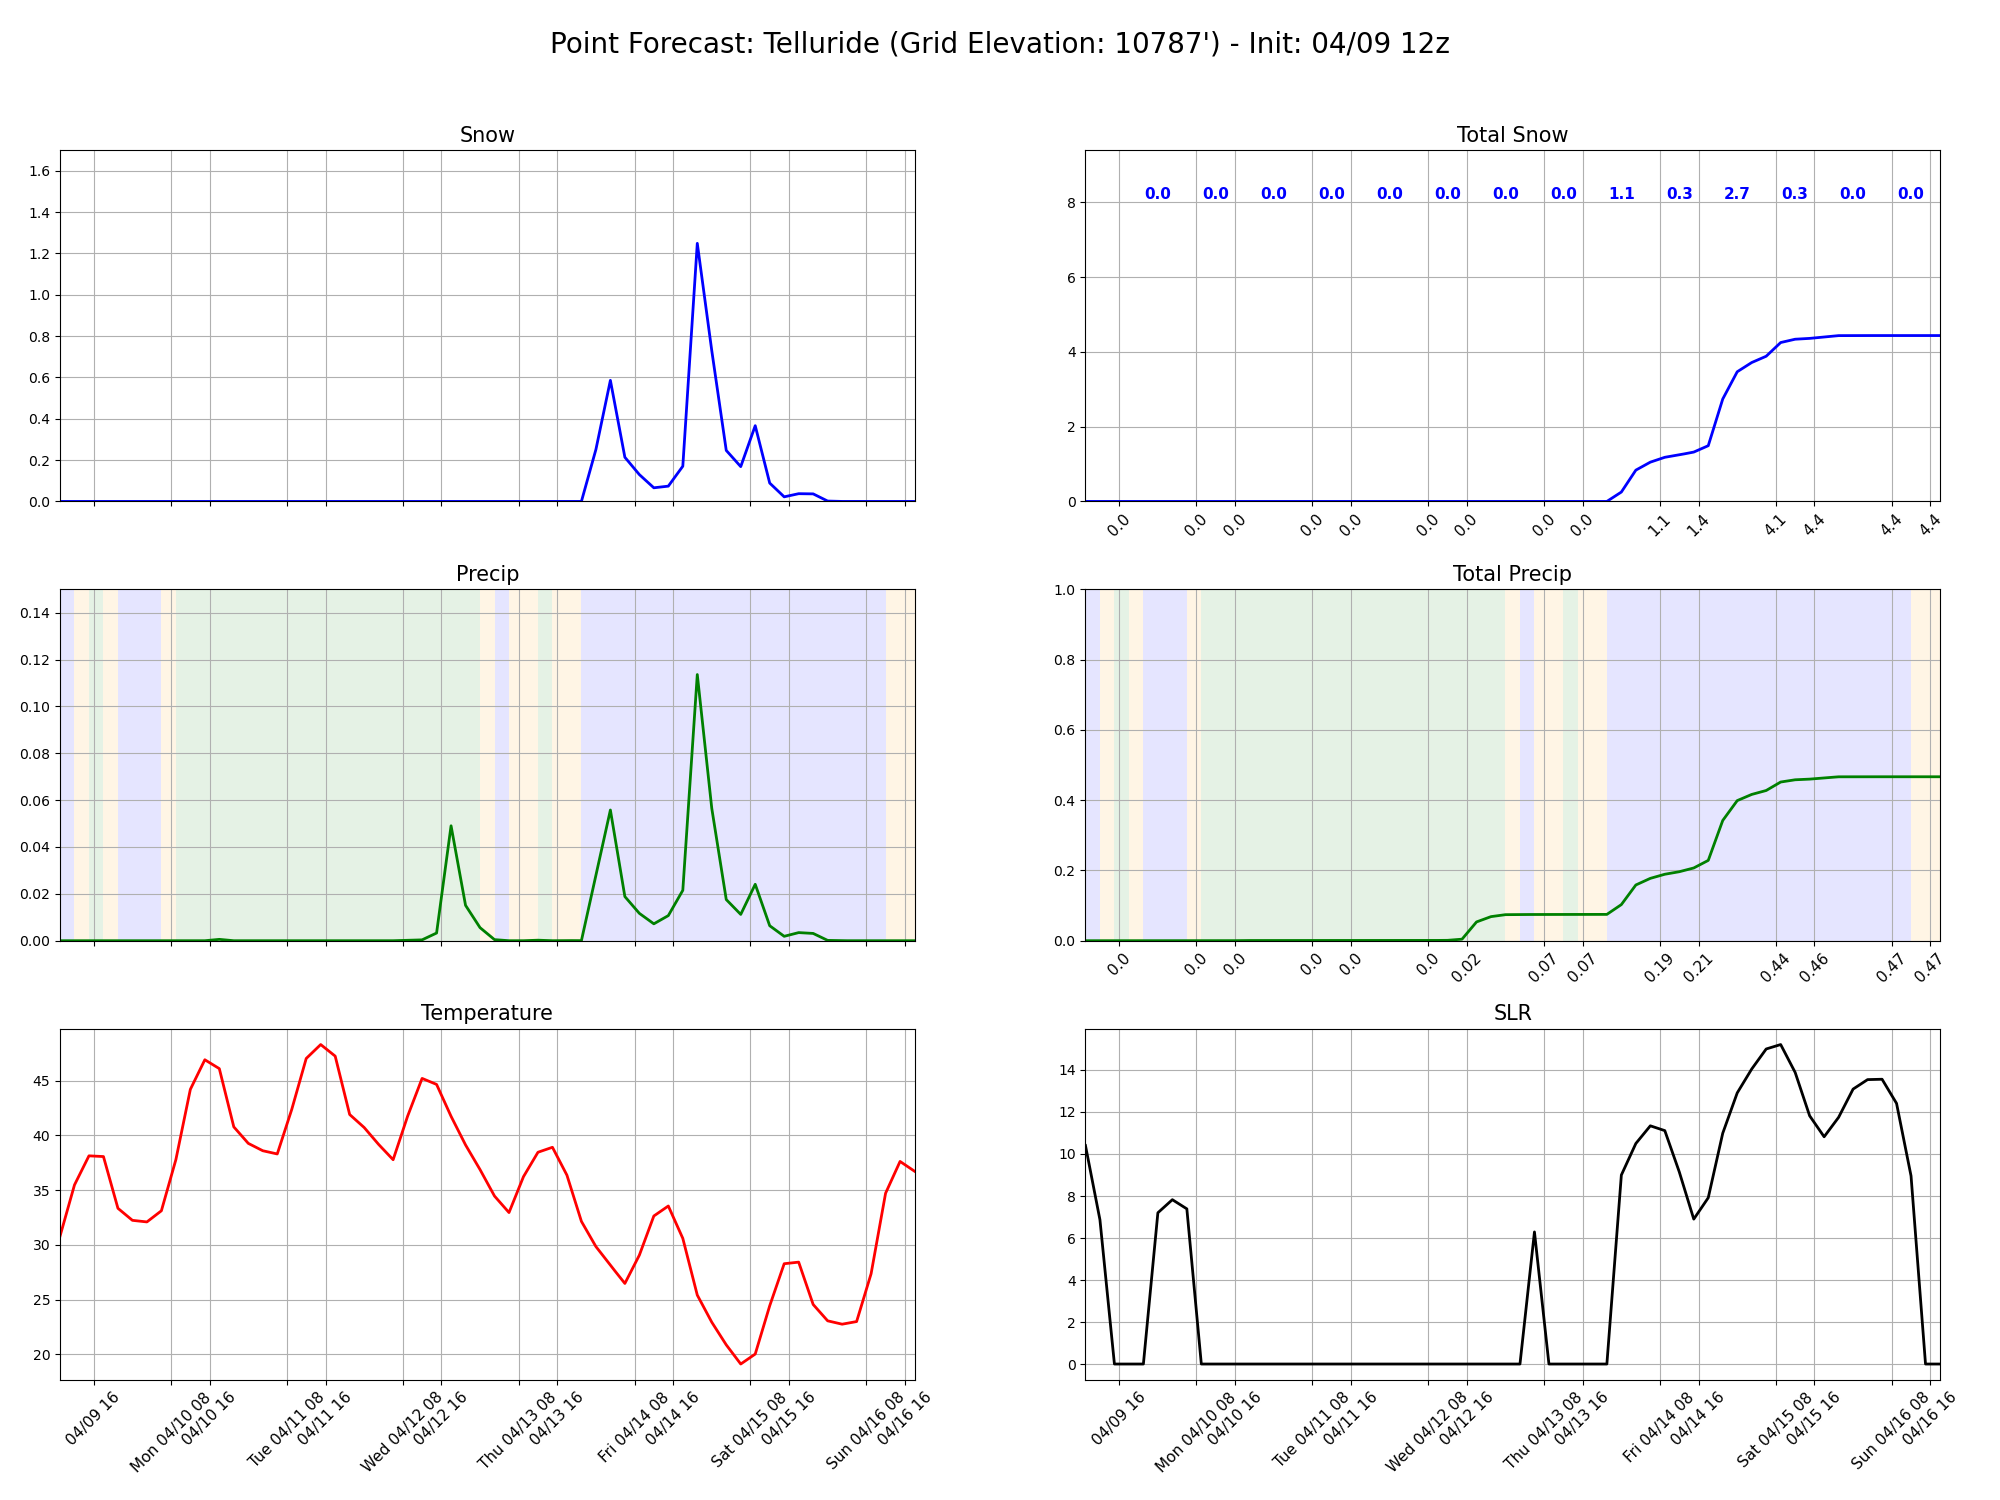 Point Forecast: Telluride (Grid Elevation: 10787') - Init: 04/09 12z
Snow
1.6
1.4
1.2
1.0
0.8
0.6
0.4
0.2
0.0
Total Snow
0.0 0.0 0.0 0.0 0.0 0.0 0.0 0.0 1.1 0.3 2.7 0.3 0.0 0.0
8
6
4
2
0
0.0 0.0 0.0 0.0 0.0 0.0 0.0 0.0 0.0 1.1 1.4 4.1 4.4 4.4 4.4
Precip
0.14
0.12
0.10
0.08
0.06
0.04
0.02
0.00
Total Precip
1.0
0.8
0.6
0.4
0.2
0.0
0.0 0.0 0.0 0.0 0.0 0.0 0.02 0.07 0.07 0.19 0.21 0.44 0.46 0.47 0.47
Temperature
45
40
35
30
25
20
04/09 16
Mon 04/10 08
04/10 16
Tue 04/11 08
04/11 16
Wed 04/12 08
04/12 16
Thu 04/13 08
04/13 16
Fri 04/14 08
04/14 16
Sat 04/15 08
04/15 16
Sun 04/16 08
04/16 16
SLR
14
12
10
8
6
4
2
0
04/09 16
Mon 04/10 08
04/10 16
Tue 04/11 08
04/11 16
Wed 04/12 08
04/12 16
Thu 04/13 08
04/13 16
Fri 04/14 08
04/14 16
Sat 04/15 08
04/15 16
Sun 04/16 08
04/16 16